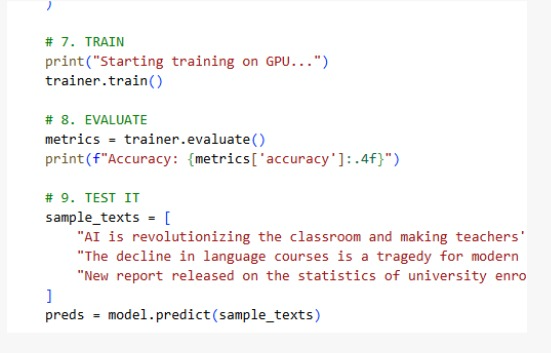 )
# 7. TRAIN
print("Starting training on GPU...")
trainer.train()
# 8. EVALUATE
metrics = trainer.evaluate()
print(f"Accuracy: {metrics['accuracy']:.4f}")
# 9. TEST IT
sample_texts = [
"AI is revolutionizing the classroom and making teachers'
"The decline in language courses is a tragedy for modern
"New report released on the statistics of university enro
]
preds = model.predict(sample_texts)